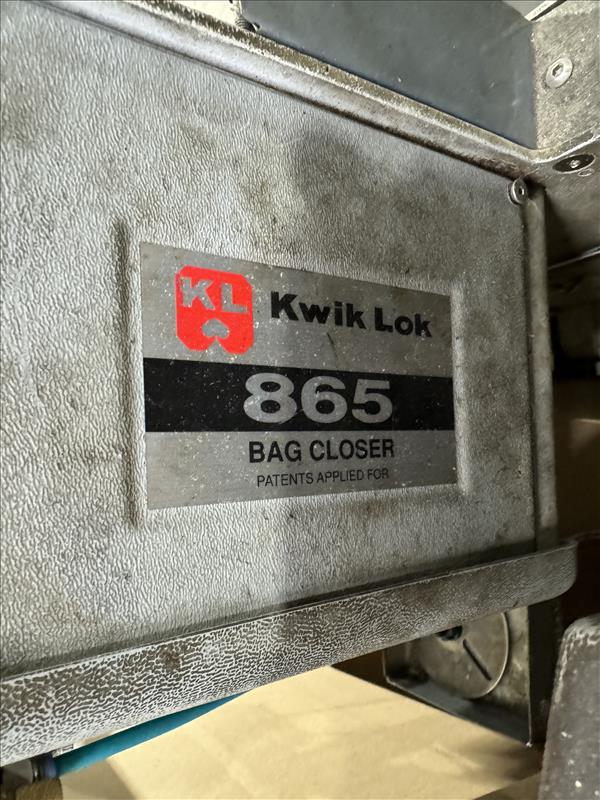 KL
Kwik Lok
865
BAG CLOSER
PATENTS APPLIED FOR